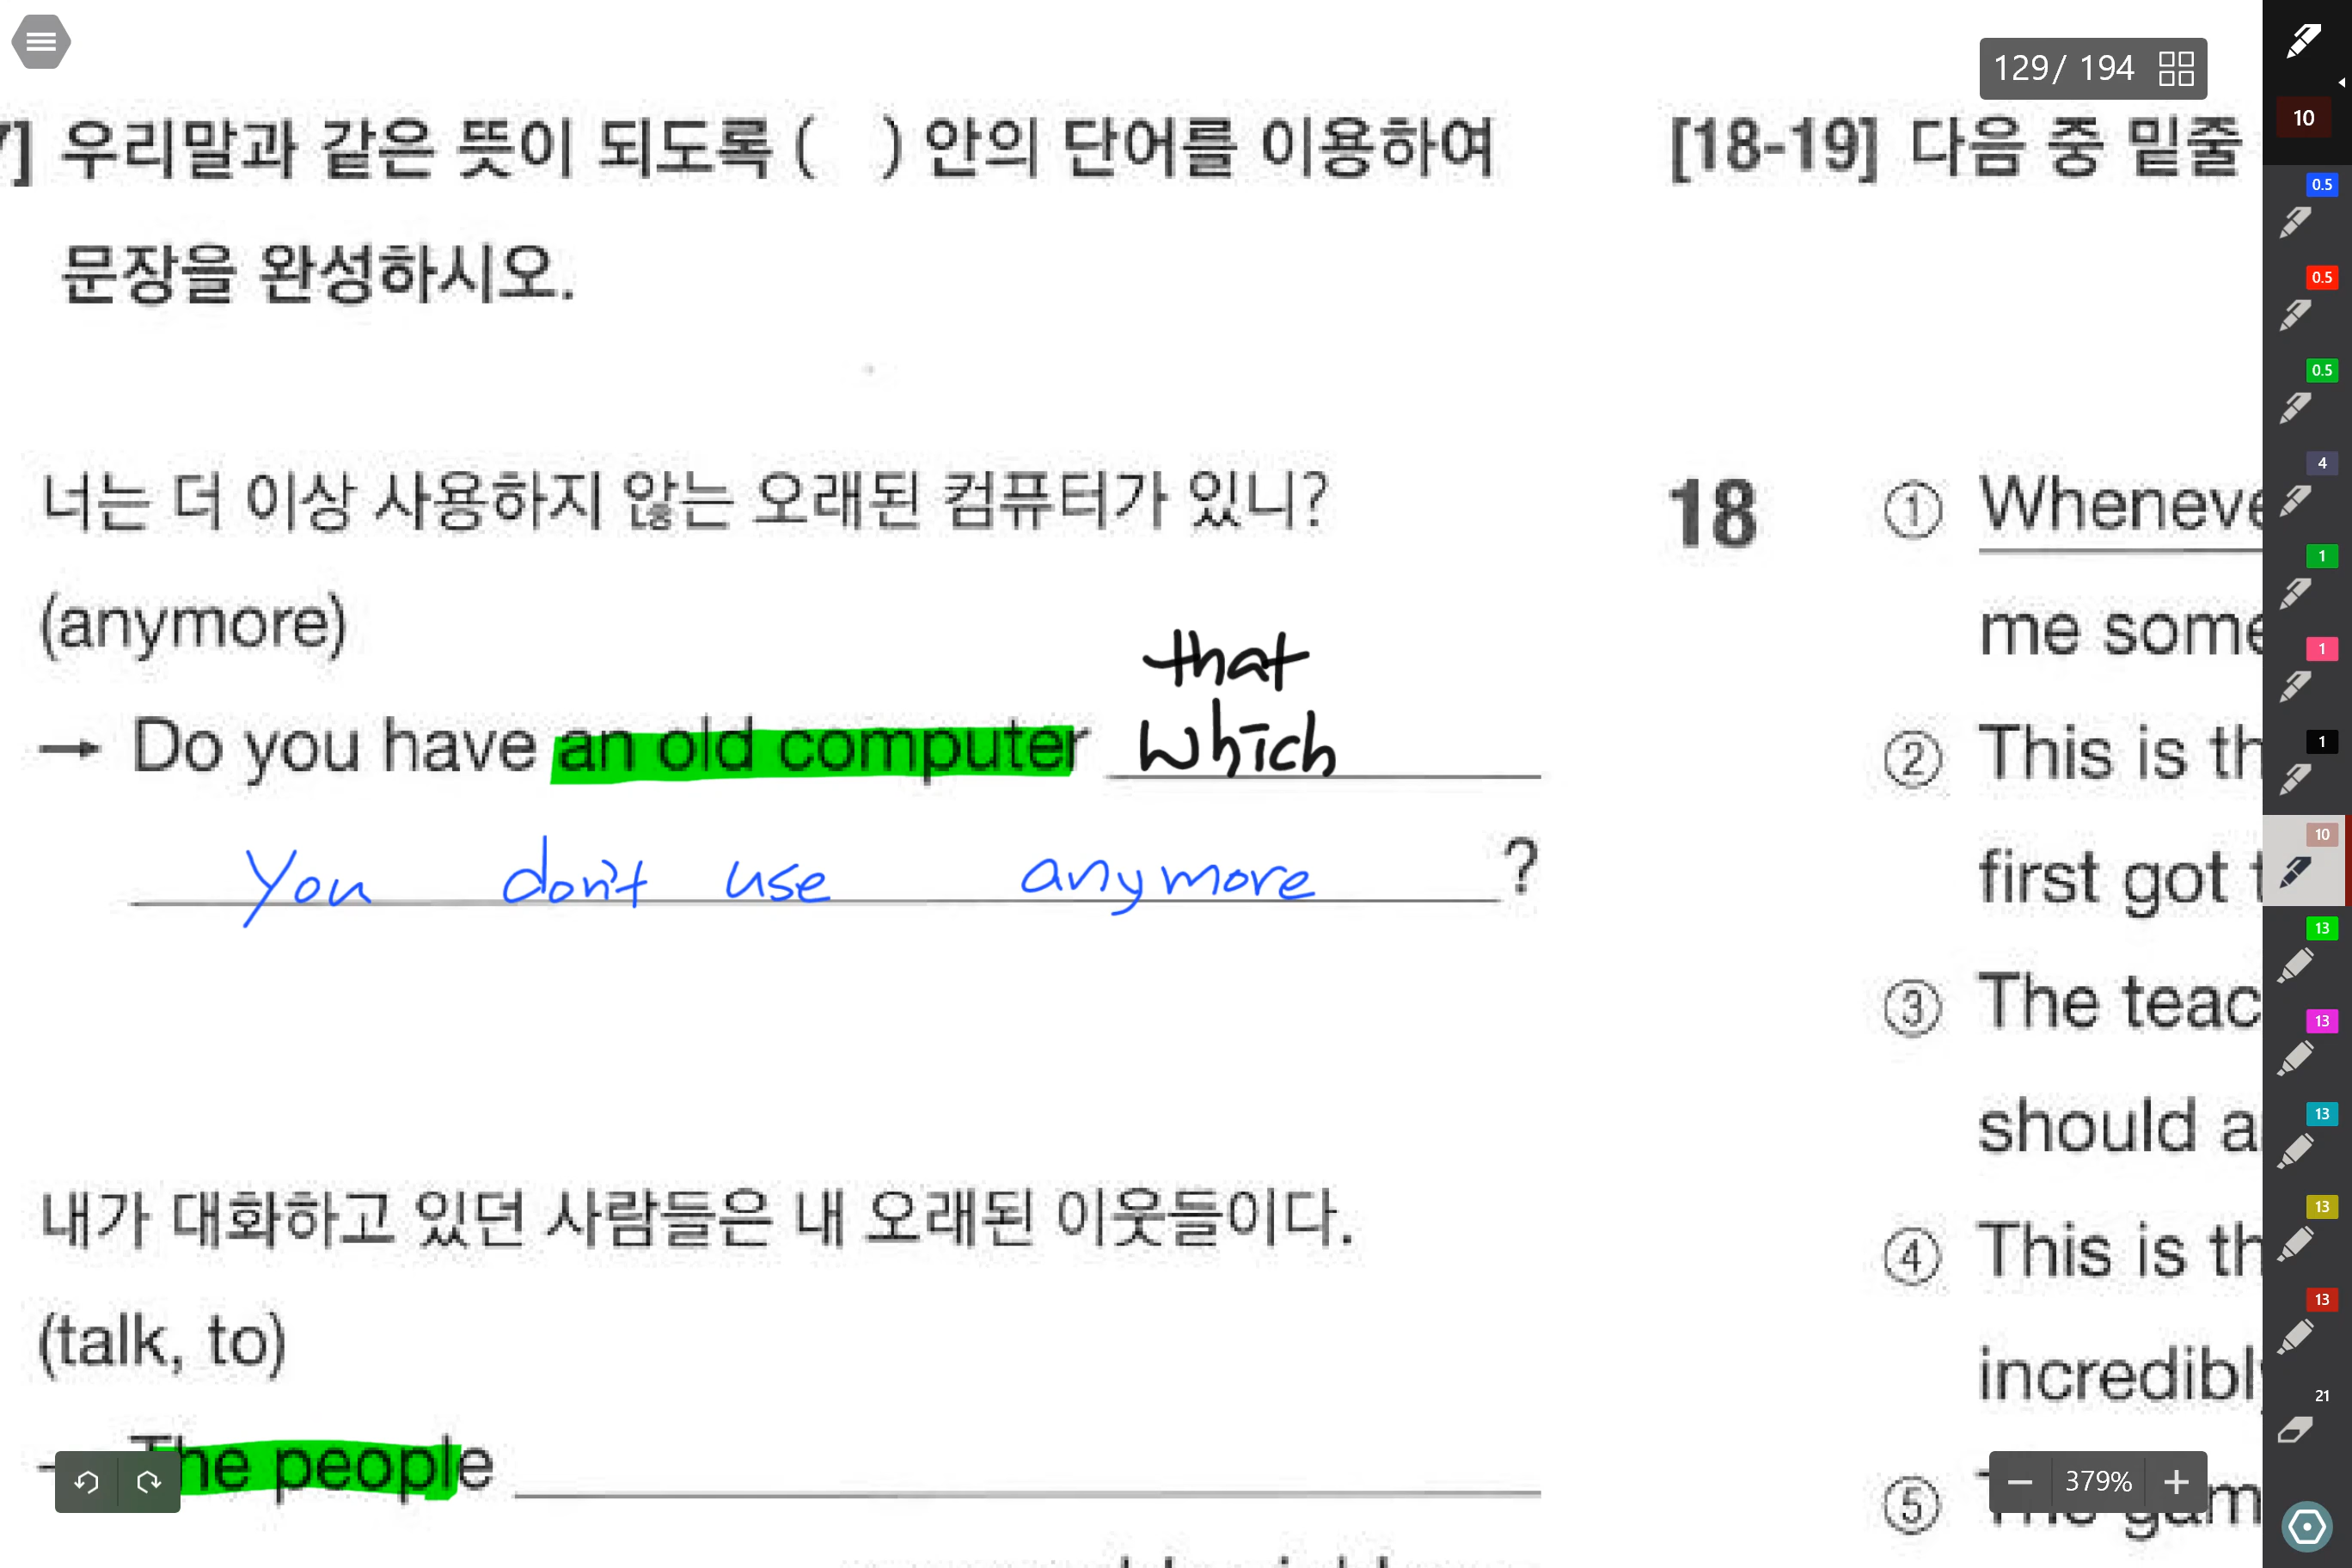 129/ 194
10
7] 우리말과 같은 뜻이 되도록 (   ) 안의 단어를 이용하여
문장을 완성하시오.
너는 더 이상 사용하지 않는 오래된 컴퓨터가 있니?
(anymore)
that
→ Do you have an old computer which
you don't use anymore ?
내가 대화하고 있던 사람들은 내 오래된 이웃들이다.
(talk, to)
The people
[18-19] 다음 중 밑줄
18 ① Wheneve
me some
② This is th
first got t
③ The teac
should a
④ This is th
incredibly
⑤
0.5
0.5
0.5
4
1
1
1
10
13
13
13
13
13
21
379%